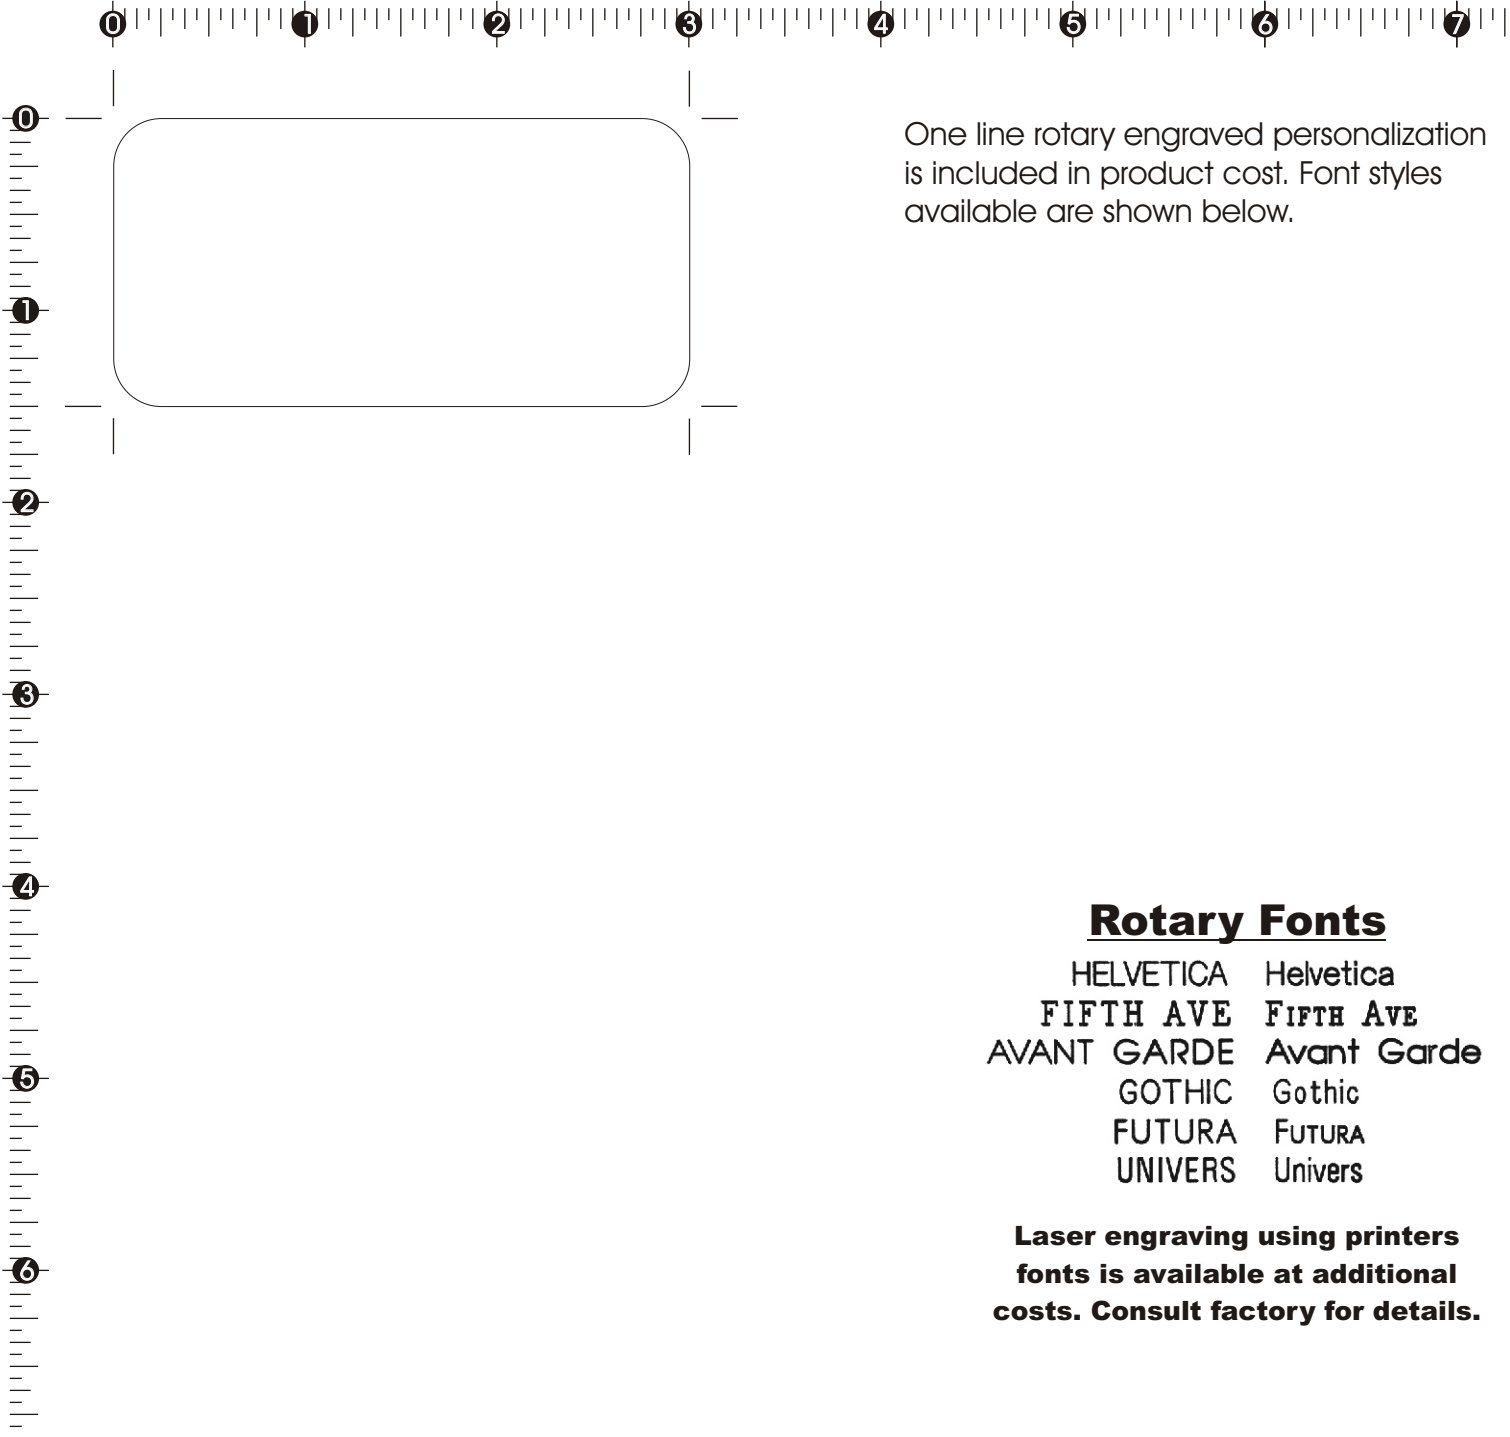 0 1 2 3 4 5 6 7
0
1
2
3
4
5
6
One line rotary engraved personalization
is included in product cost. Font styles
available are shown below.
Rotary Fonts
HELVETICA Helvetica
FIFTH AVE FIFTH AVE
AVANT GARDE Avant Garde
GOTHIC Gothic
FUTURA FUTURA
UNIVERS Univers
Laser engraving using printers
fonts is available at additional
costs. Consult factory for details.